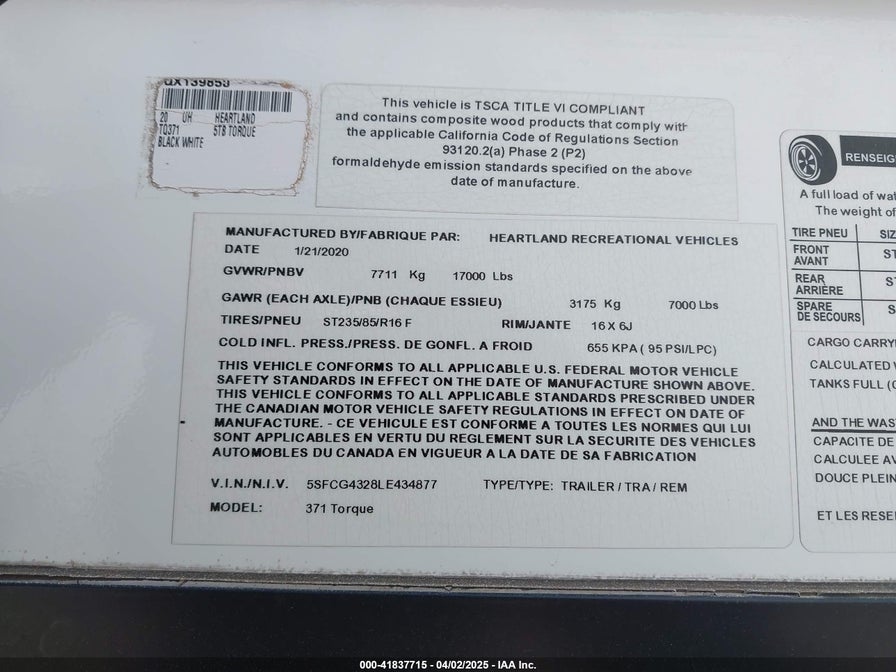 QX139853
20 UH HEARTLAND
TQ371 5TB TORQUE
BLACK WHITE
This vehicle is TSCA TITLE VI COMPLIANT
and contains composite wood products that comply with
the applicable California Code of Regulations Section
93120.2(a) Phase 2 (P2)
formaldehyde emission standards specified on the above
date of manufacture.
MANUFACTURED BY/FABRIQUE PAR: HEARTLAND RECREATIONAL VEHICLES
DATE 1/21/2020
GVWR/PNBV 7711 Kg 17000 Lbs
GAWR (EACH AXLE)/PNB (CHAQUE ESSIEU) 3175 Kg 7000 Lbs
TIRES/PNEU ST235/85/R16 F RIM/JANTE 16 X 6J
COLD INFL. PRESS./PRESS. DE GONFL. A FROID 655 KPA ( 95 PSI/LPC)
THIS VEHICLE CONFORMS TO ALL APPLICABLE U.S. FEDERAL MOTOR VEHICLE
SAFETY STANDARDS IN EFFECT ON THE DATE OF MANUFACTURE SHOWN ABOVE.
THIS VEHICLE CONFORMS TO ALL APPLICABLE STANDARDS PRESCRIBED UNDER
THE CANADIAN MOTOR VEHICLE SAFETY REGULATIONS IN EFFECT ON DATE OF
MANUFACTURE. - CE VEHICULE EST CONFORME A TOUTES LES NORMES QUI LUI
SONT APPLICABLES EN VERTU DU REGLEMENT SUR LA SECURITE DES VEHICLES
AUTOMOBLES DU CANADA EN VIGUEUR A LA DATE DE SA FABRICATION
V.I.N./N.I.V. 5SFCG4328LE434877 TYPE/TYPE: TRAILER / TRA / REM
MODEL: 371 Torque
RENSEIG
A full load of wa
The weight of
TIRE PNEU SIZ
FRONT ST
AVANT
REAR ST
ARRIÈRE
SPARE S
DE SECOURS
CARGO CARRY
CALCULATED
TANKS FULL (
AND THE WAS
CAPACITE DE
CALCULEE AV
DOUCE PLEIN
ET LES RESE
000-41837715 - 04/02/2025 - IAA Inc.